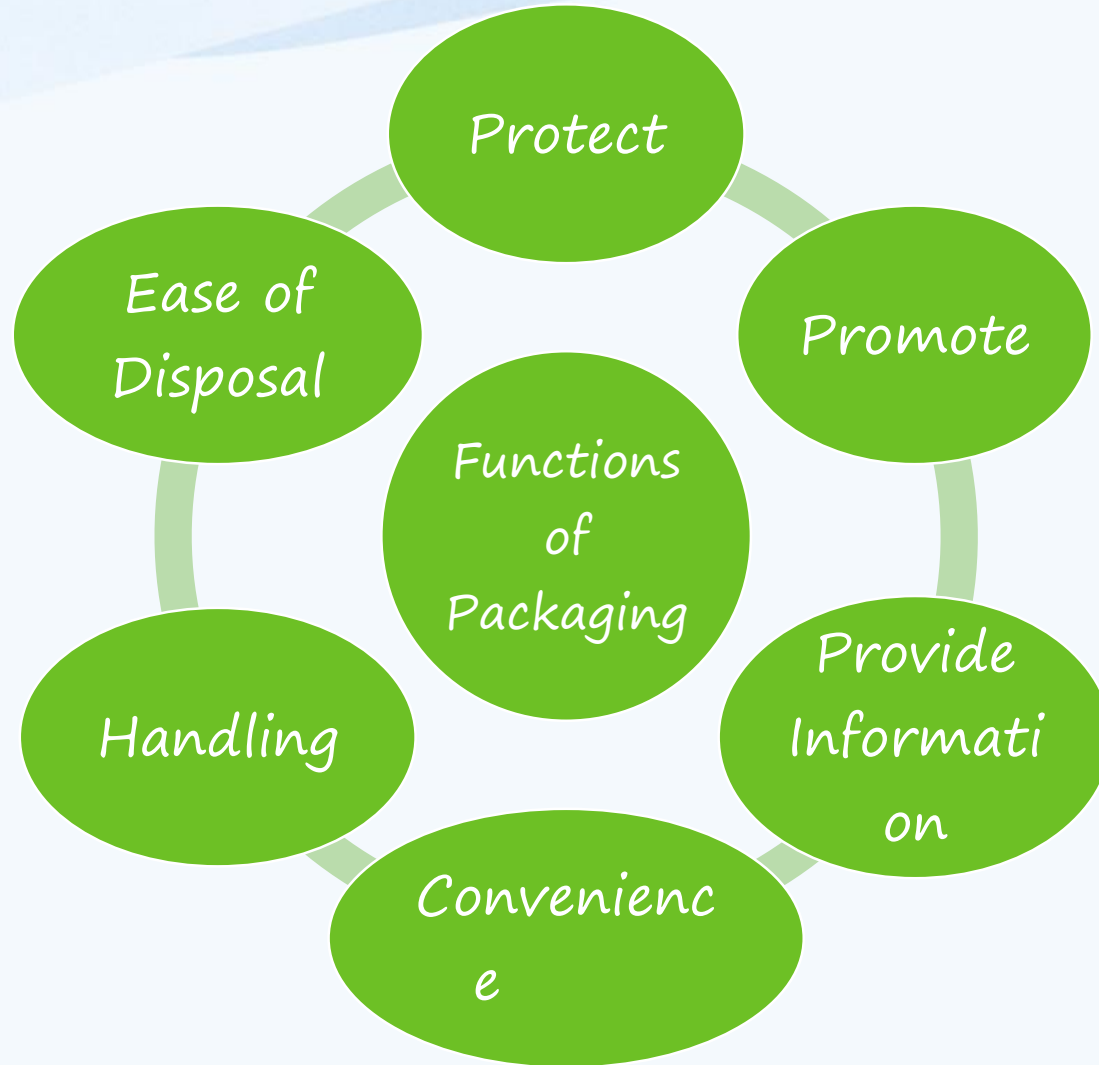 Protect
Promote
Provide
Informati
on
Convenienc
e
Handling
Ease of
Disposal
Functions
of
Packaging